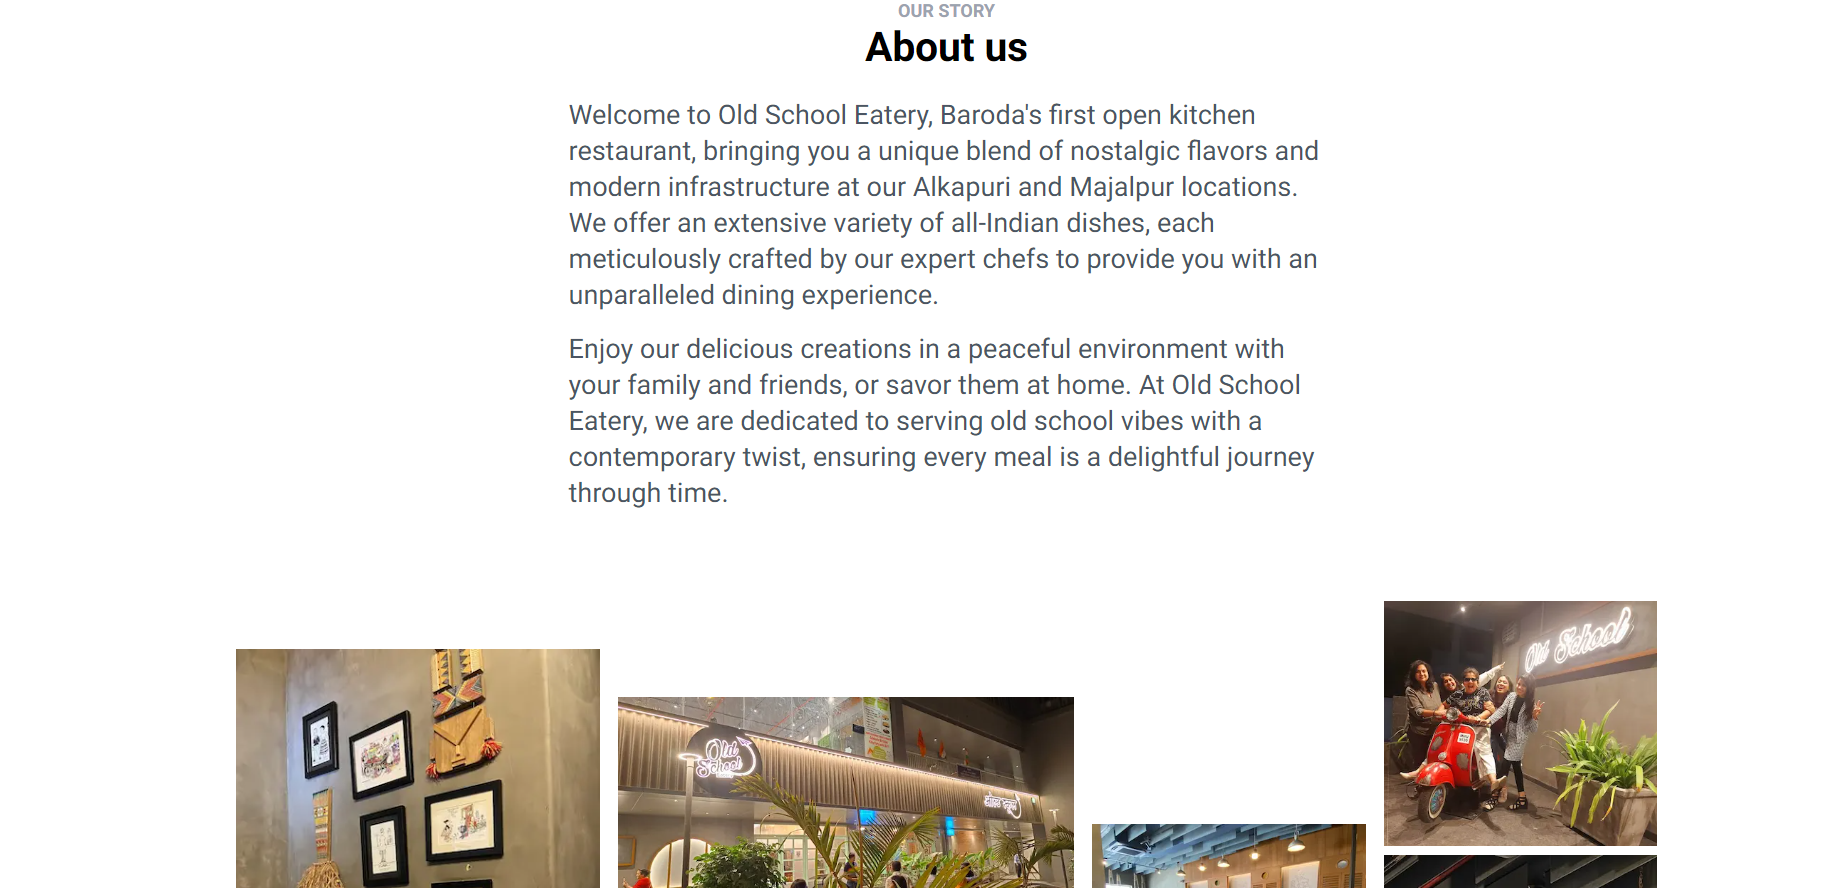 OUR STORY
About us
Welcome to Old School Eatery, Baroda's first open kitchen
restaurant, bringing you a unique blend of nostalgic flavors and
modern infrastructure at our Alkapuri and Majalpur locations.
We offer an extensive variety of all-Indian dishes, each
meticulously crafted by our expert chefs to provide you with an
unparalleled dining experience.
Enjoy our delicious creations in a peaceful environment with
your family and friends, or savor them at home. At Old School
Eatery, we are dedicated to serving old school vibes with a
contemporary twist, ensuring every meal is a delightful journey
through time.
Old School
Old
School
ओल्ड स्कूल